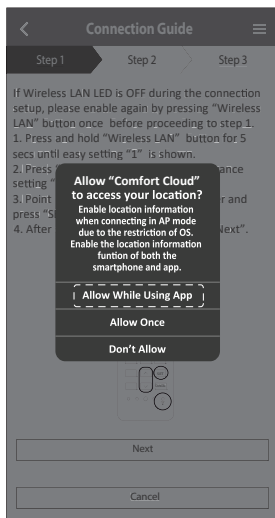 Connection Guide
Step 1
Step 2
Step 3
If Wireless LAN LED is OFF during the connection
setup, please enable again by pressing "Wireless
LAN" button once before proceeding to step 1.
1. Press and hold "Wireless LAN" button for 5
secs until easy setting "1" is shown.
2. Press
setting "
3. Point
press "S
4. After
and
Next".
Allow "Comfort Cloud"
to access your location?
Enable location information
when connecting in AP mode
due to the restriction of OS.
Enable the location information
funtion of both the
smartphone and app.
Allow While Using App
Allow Once
Don't Allow
Next
Cancel